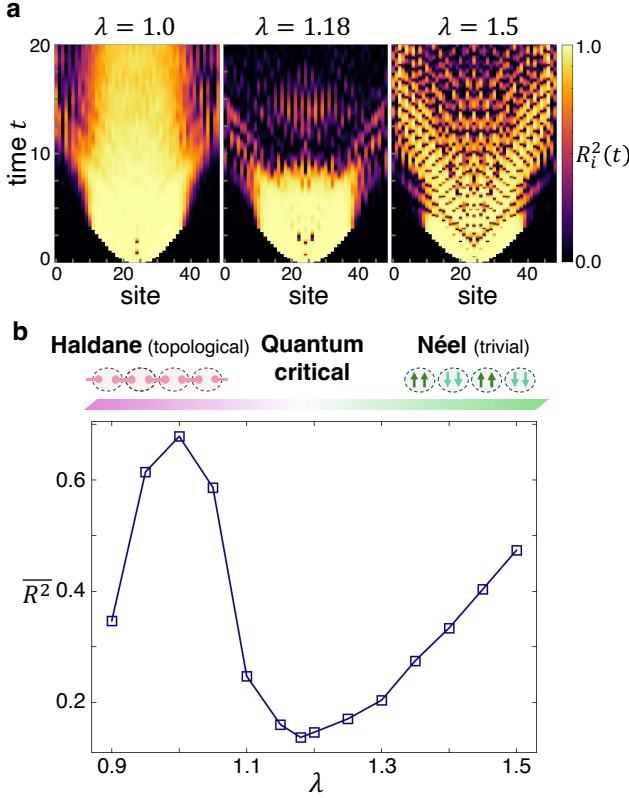 a
λ = 1.0 λ = 1.18 λ = 1.5
20
10
0
time t
0 20 40 0 20 40 0 20 40
site site site
1.0
R_i^2(t)
0.0
b
Haldane (topological) Quantum critical Néel (trivial)
0.6
0.4
0.2
\overline{R^2}
0.9 1.1 1.3 1.5
λ